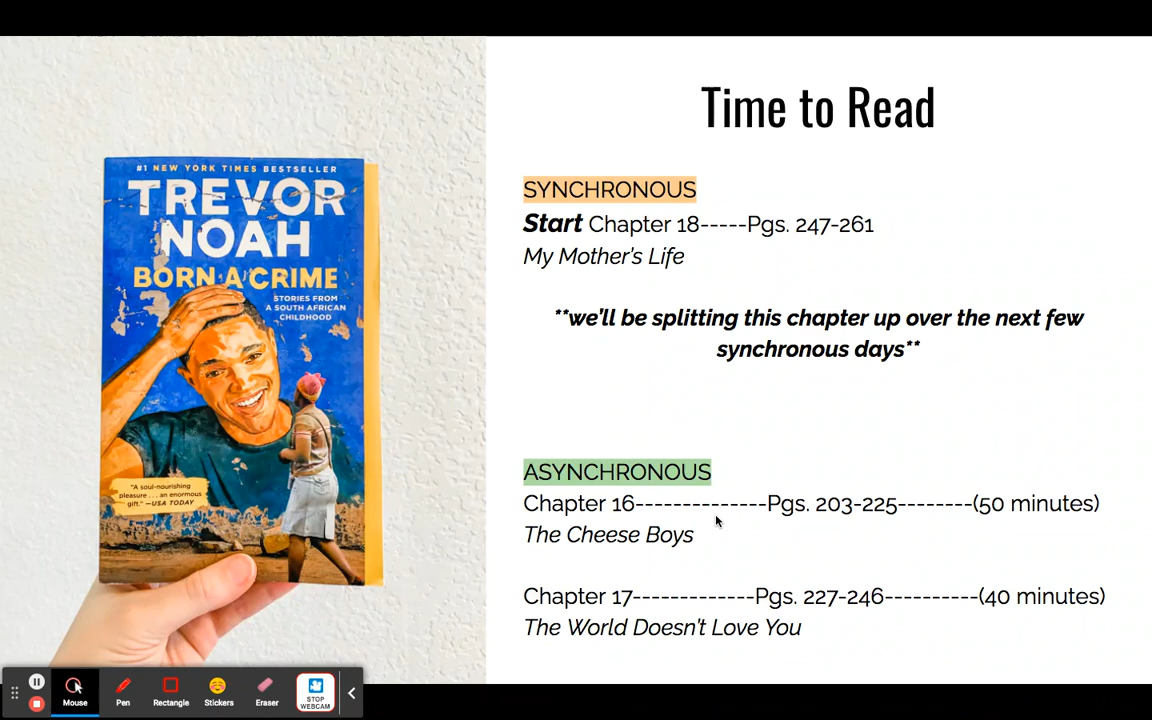 #1 NEW YORK TIMES BESTSELLER
TREVOR
NOAH
BORN A CRIME
STORIES FROM
A SOUTH AFRICAN
CHILDHOOD
"A soul-nourishing
pleasure . . . an enormous
gift." —USA TODAY
Time to Read
SYNCHRONOUS
Start Chapter 18-----Pgs. 247-261
My Mother's Life
**we'll be splitting this chapter up over the next few
synchronous days**
ASYNCHRONOUS
Chapter 16--------------Pgs. 203-225--------(50 minutes)
The Cheese Boys
Chapter 17-------------Pgs. 227-246----------(40 minutes)
The World Doesn't Love You
Mouse
Pen
Rectangle
Stickers
Eraser
STOP
WEBCAM